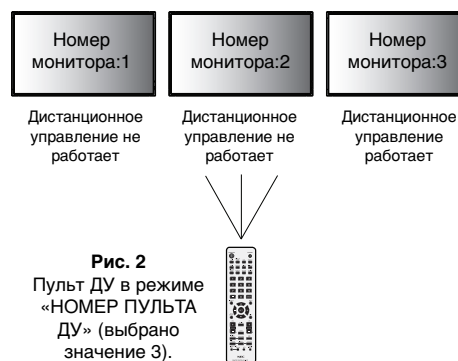 Номер
монитора:1
Номер
монитора:2
Номер
монитора:3
Дистанционное
управление не
работает
Дистанционное
управление не
работает
Дистанционное
управление
работает
Рис. 2
Пульт ДУ в режиме
«НОМЕР ПУЛЬТА
ДУ» (выбрано
значение 3).